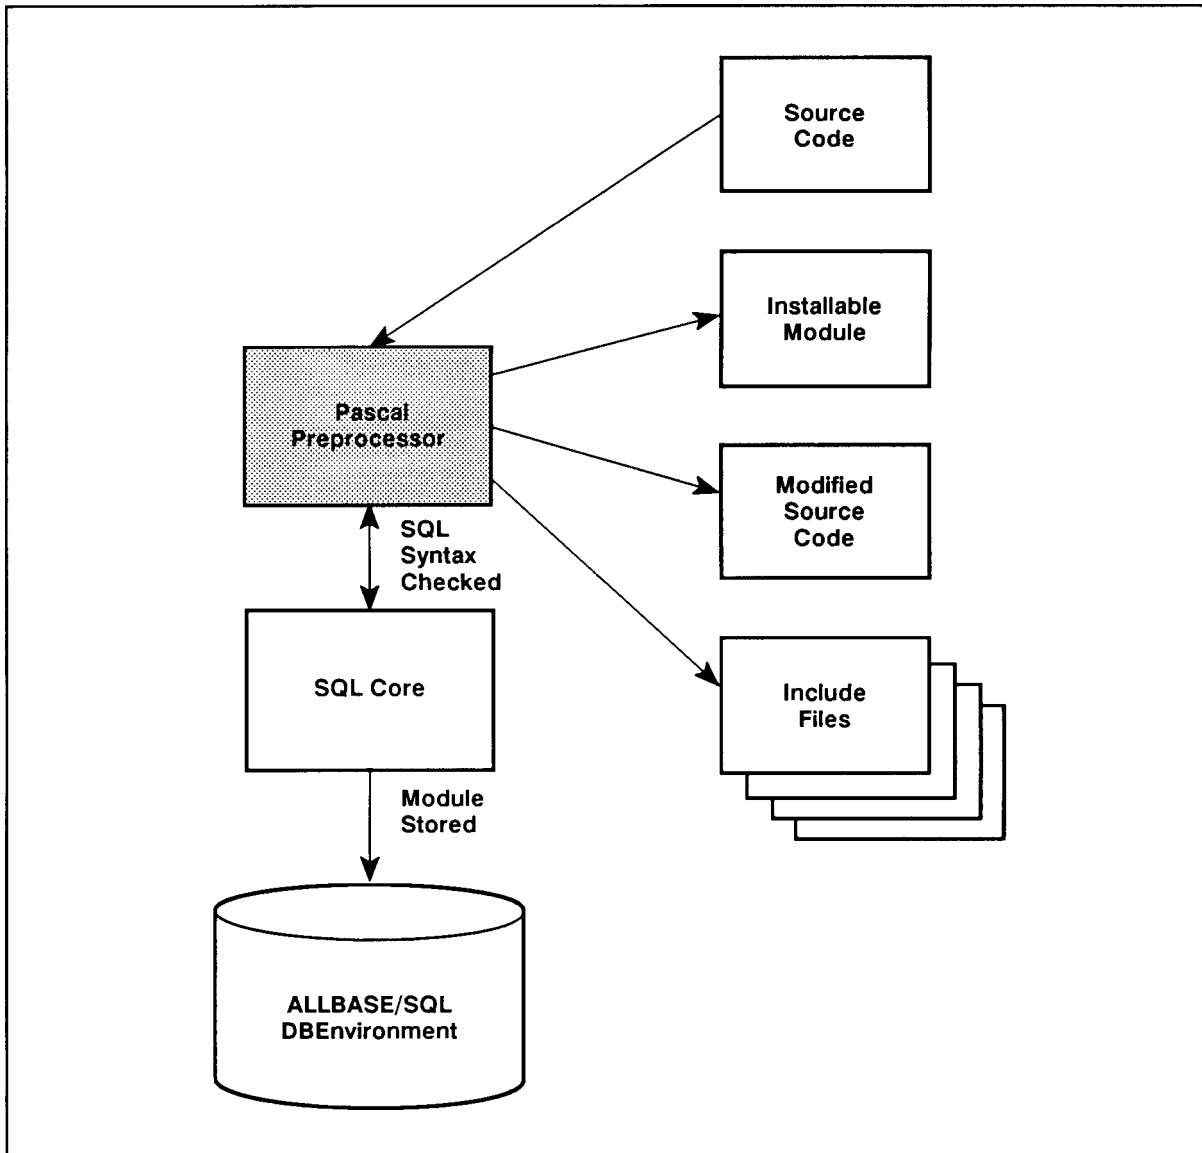 Source
Code
Installable
Module
Pascal
Preprocessor
Modified
Source
Code
SQL
Syntax
Checked
SQL Core
Include
Files
Module
Stored
ALLBASE/SQL
DBEnvironment